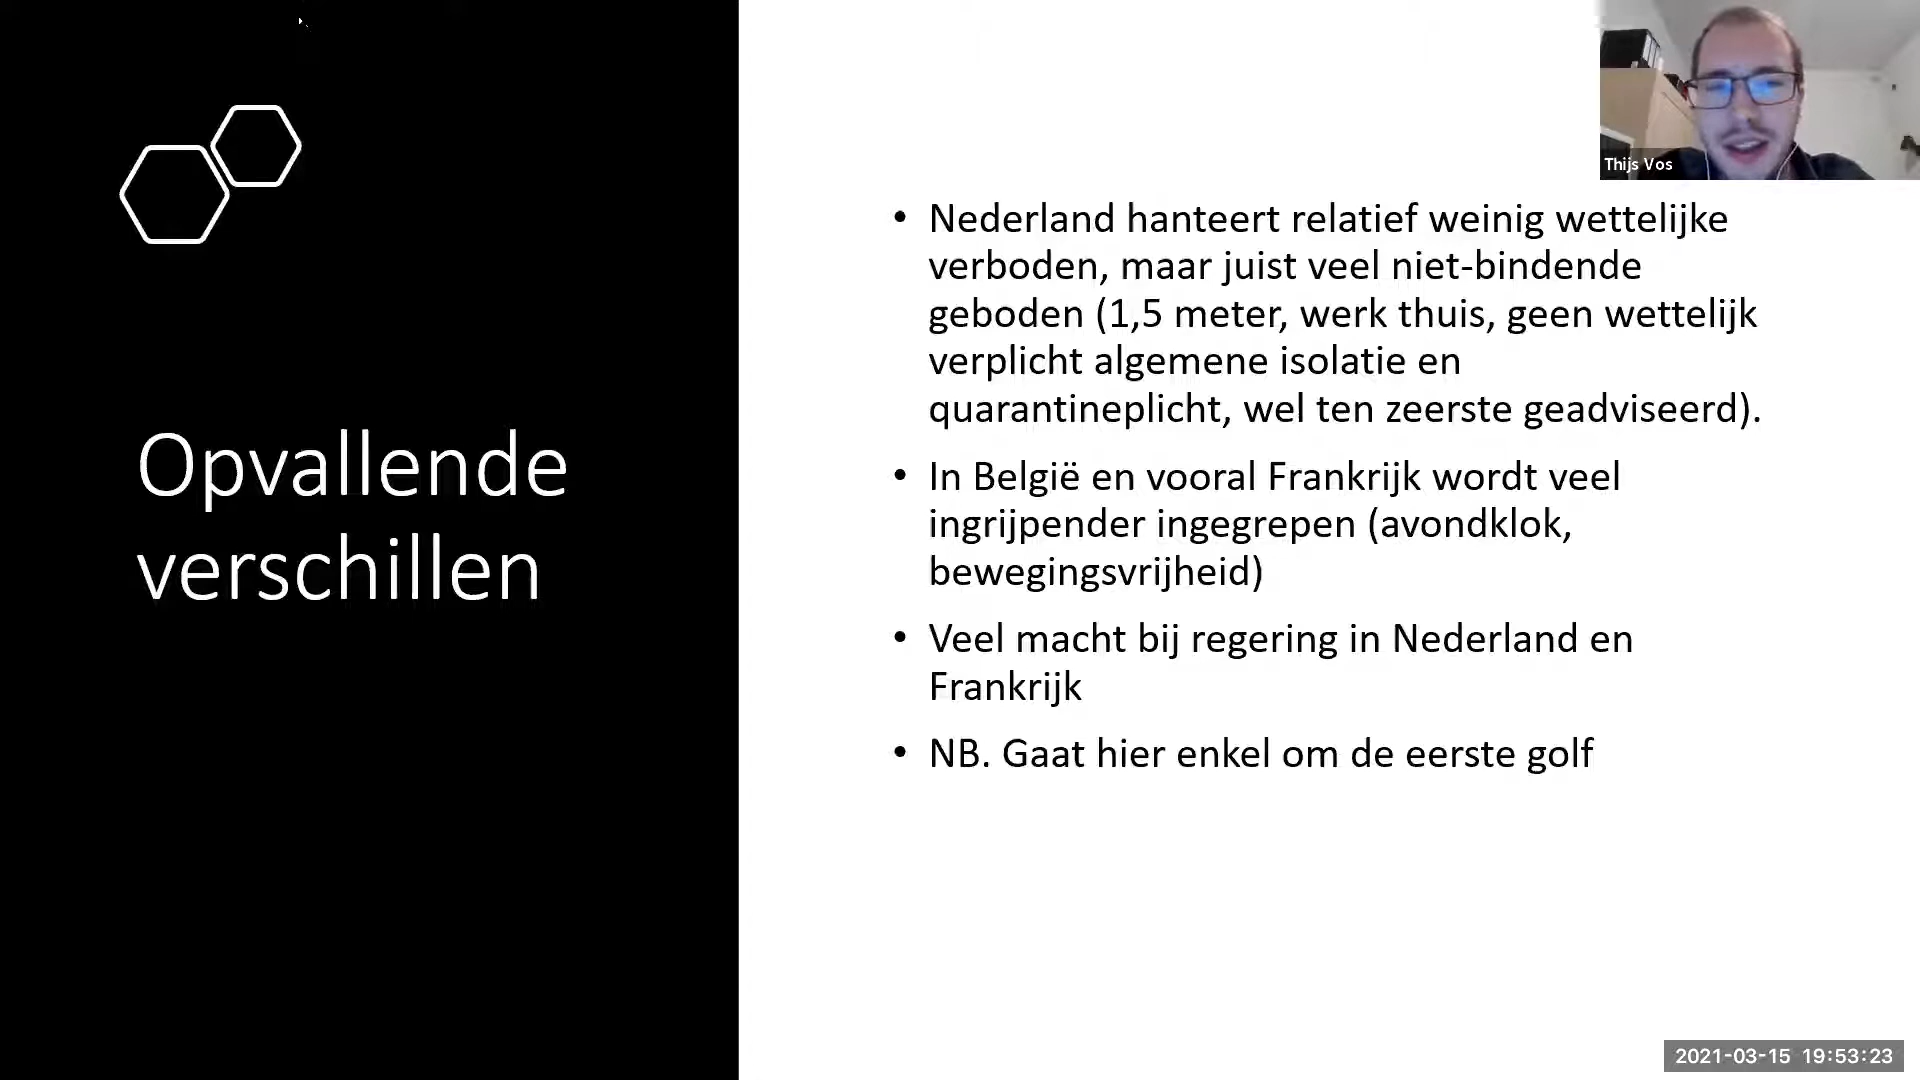 Thijs Vos
Opvallende
verschillen
• Nederland hanteert relatief weinig wettelijke
verboden, maar juist veel niet-bindende
geboden (1,5 meter, werk thuis, geen wettelijk
verplicht algemene isolatie en
quarantineplicht, wel ten zeerste geadviseerd).
• In België en vooral Frankrijk wordt veel
ingrijpender ingegrepen (avondklok,
bewegingsvrijheid)
• Veel macht bij regering in Nederland en
Frankrijk
• NB. Gaat hier enkel om de eerste golf
2021-03-15 19:53:23